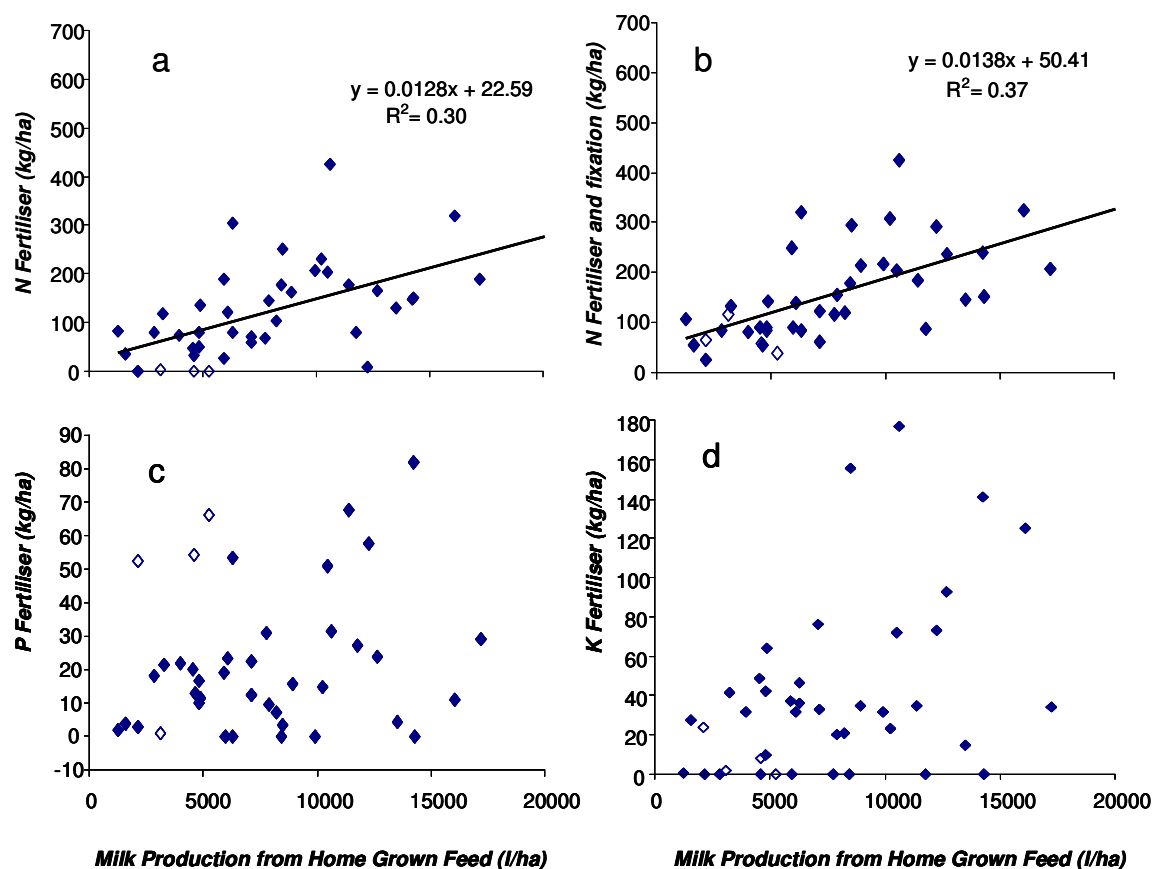 a
y = 0.0128x + 22.59
R²= 0.30
N Fertiliser (kg/ha)
700
600
500
400
300
200
100
0
b
y = 0.0138x + 50.41
R²= 0.37
N Fertiliser and fixation (kg/ha)
700
600
500
400
300
200
100
0
c
P Fertiliser (kg/ha)
90
80
70
60
50
40
30
20
10
0
-10
0 5000 10000 15000 20000
Milk Production from Home Grown Feed (l/ha)
d
K Fertiliser (kg/ha)
180
160
140
120
100
80
60
40
20
0
0 5000 10000 15000 20000
Milk Production from Home Grown Feed (l/ha)